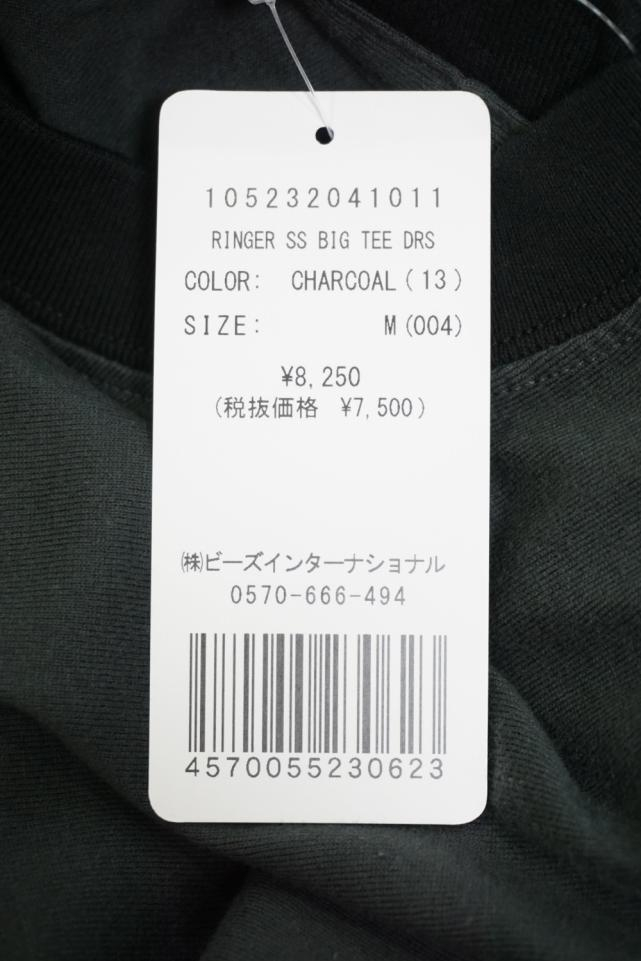 105232041011
RINGER SS BIG TEE DRS
COLOR: CHARCOAL(13)
SIZE: M(004)
¥8,250
(税抜価格 ¥7,500)
㈱ビーズインターナショナル
0570-666-494
4570055230623